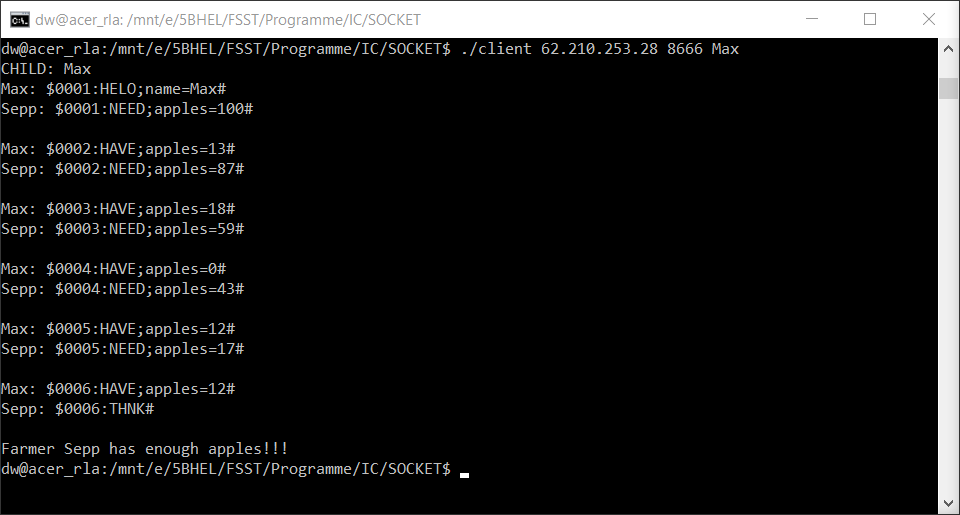 dw@acer_rla: /mnt/e/5BHEL/FSST/Programme/IC/SOCKET
dw@acer_rla:/mnt/e/5BHEL/FSST/Programme/IC/SOCKET$ ./client 62.210.253.28 8666 Max
CHILD: Max
Max: $0001:HELO;name=Max#
Sepp: $0001:NEED;apples=100#
Max: $0002:HAVE;apples=13#
Sepp: $0002:NEED;apples=87#
Max: $0003:HAVE;apples=18#
Sepp: $0003:NEED;apples=59#
Max: $0004:HAVE;apples=0#
Sepp: $0004:NEED;apples=43#
Max: $0005:HAVE;apples=12#
Sepp: $0005:NEED;apples=17#
Max: $0006:HAVE;apples=12#
Sepp: $0006:THNK#
Farmer Sepp has enough apples!!!
dw@acer_rla:/mnt/e/5BHEL/FSST/Programme/IC/SOCKET$